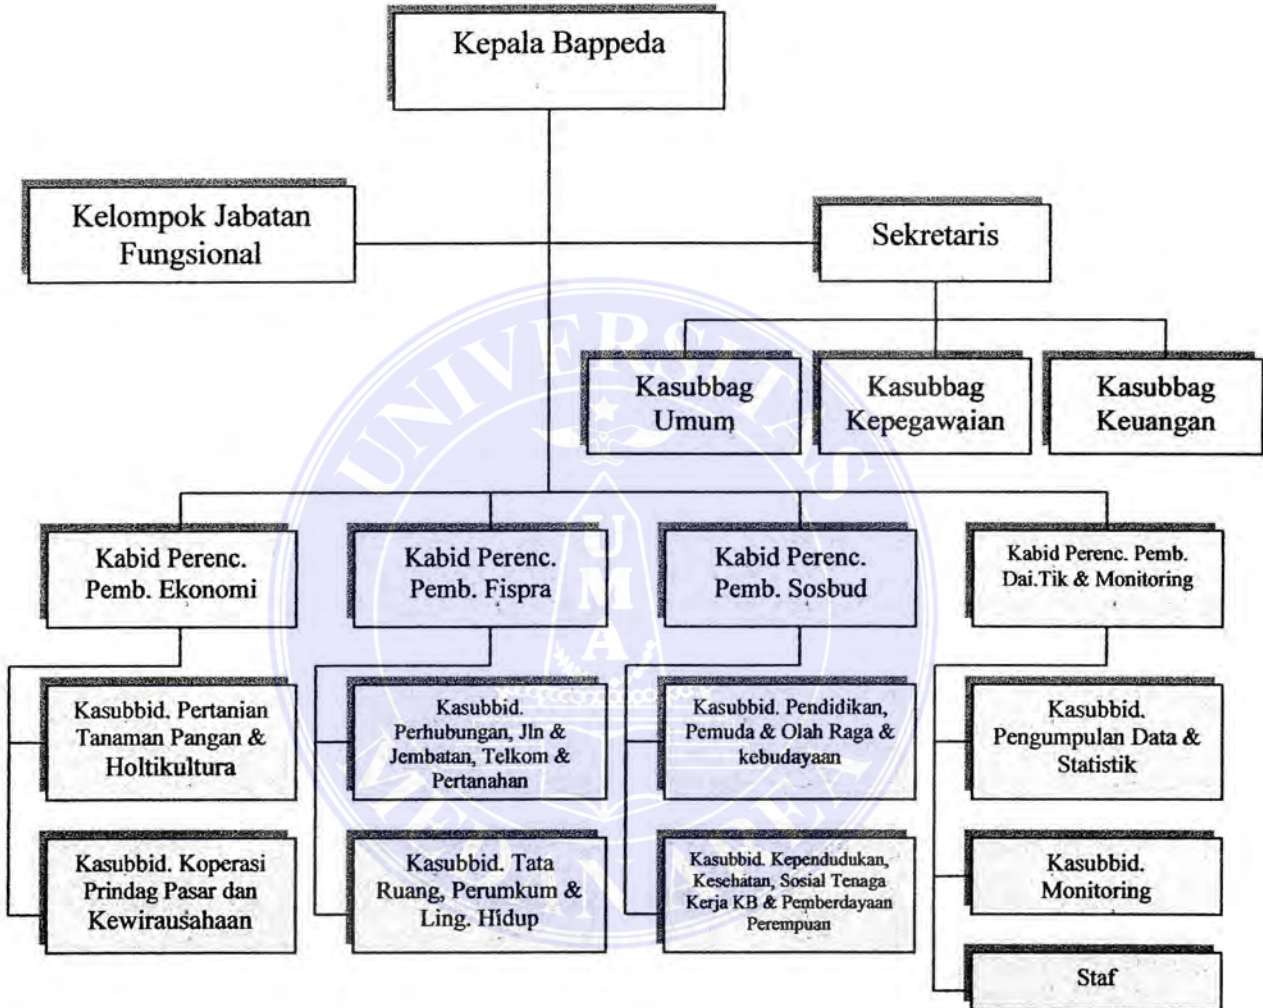 Kepala Bappeda
Kelompok Jabatan
Fungsional
Sekretaris
Kasubbag
Umum
Kasubbag
Kepegawaian
Kasubbag
Keuangan
Kabid Perenc.
Pemb. Ekonomi
Kabid Perenc.
Pemb. Fispra
Kabid Perenc.
Pemb. Sosbud
Kabid Perenc. Pemb.
Dai.Tik & Monitoring
Kasubbid. Pertanian
Tanaman Pangan &
Holtikultura
Kasubbid.
Perhubungan, Jln &
Jembatan, Telkom &
Pertanahan
Kasubbid. Pendidikan,
Pemuda & Olah Raga &
kebudayaan
Kasubbid.
Pengumpulan Data &
Statistik
Kasubbid. Koperasi
Prindag Pasar dan
Kewirausahaan
Kasubbid. Tata
Ruang, Perumkum &
Ling. Hidup
Kasubbid. Kependudukan,
Kesehatan, Sosial Tenaga
Kerja KB & Pemberdayaan
Perempuan
Kasubbid.
Monitoring
Staf
UNIVERSITAS
MEDAN AREA
U
M
A